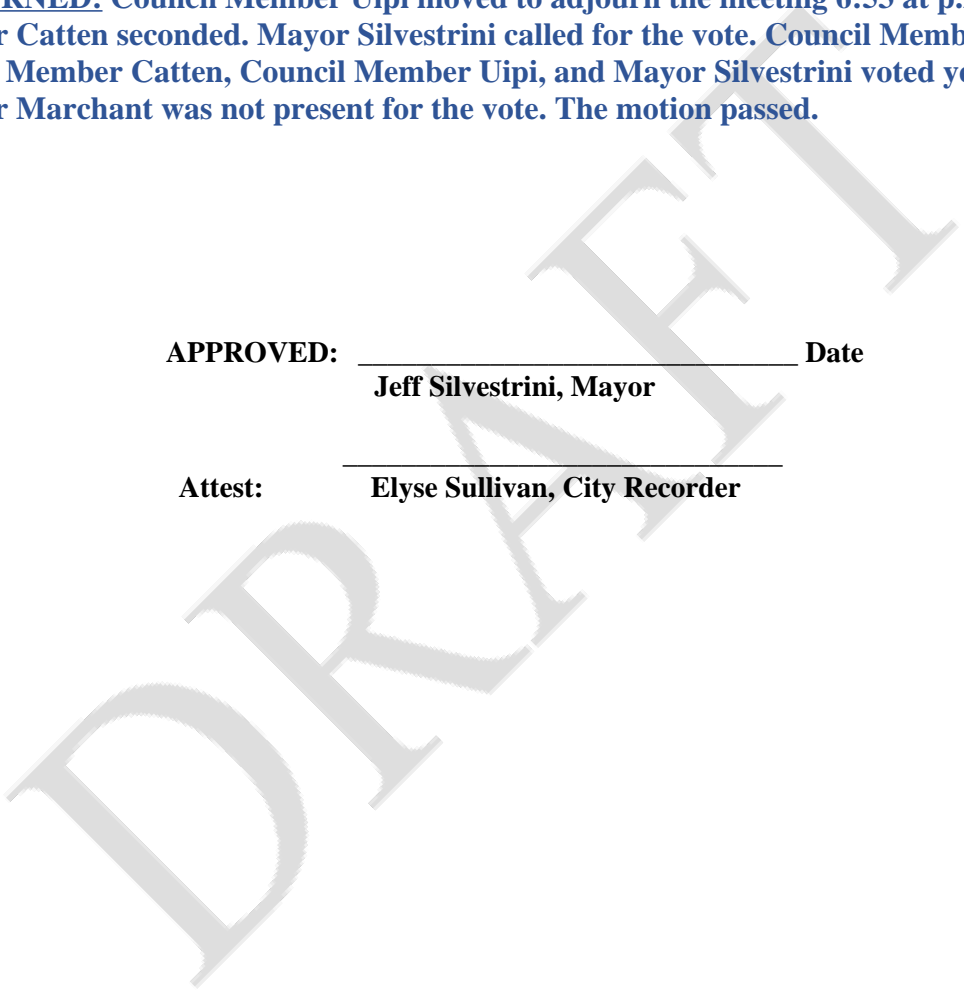 RNED: Council Member Uipi moved to adjourn the meeting 6:55 at p.
r Catten seconded. Mayor Silvestrini called for the vote. Council Memb
Member Catten, Council Member Uipi, and Mayor Silvestrini voted y
r Marchant was not present for the vote. The motion passed.
APPROVED: ______________________________ Date
Jeff Silvestrini, Mayor
______________________________
Attest: Elyse Sullivan, City Recorder
DRAFT